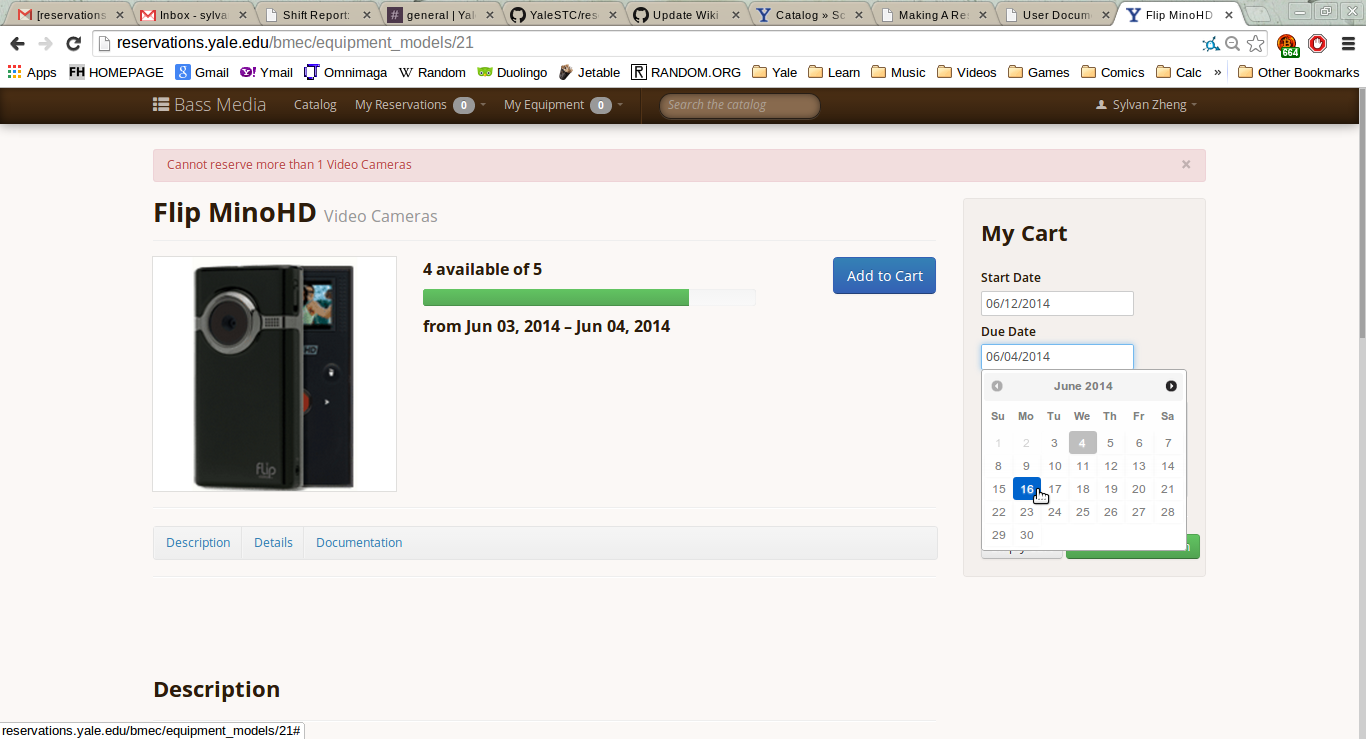 [reservations
Inbox - sylva
Shift Report:
general | Yal
YaleSTC/res
Update Wiki
Catalog » Sc
Making A Re
User Docum
Flip MinoHD
reservations.yale.edu/bmec/equipment_models/21
664
Apps
FH HOMEPAGE
Gmail
Ymail
Omnimaga
Random
Duolingo
Jetable
RANDOM.ORG
Yale
Learn
Music
Videos
Games
Comics
Calc
»
Other Bookmarks
Bass Media
Catalog
My Reservations 0
My Equipment 0
Search the catalog
Sylvan Zheng
Cannot reserve more than 1 Video Cameras
×
Flip MinoHD Video Cameras
4 available of 5
from Jun 03, 2014 – Jun 04, 2014
Add to Cart
flip
Description
Details
Documentation
My Cart
Start Date
06/12/2014
Due Date
06/04/2014
June 2014
Su Mo Tu We Th Fr Sa
1 2 3 4 5 6 7
8 9 10 11 12 13 14
15 16 17 18 19 20 21
22 23 24 25 26 27 28
29 30
Description
reservations.yale.edu/bmec/equipment_models/21#